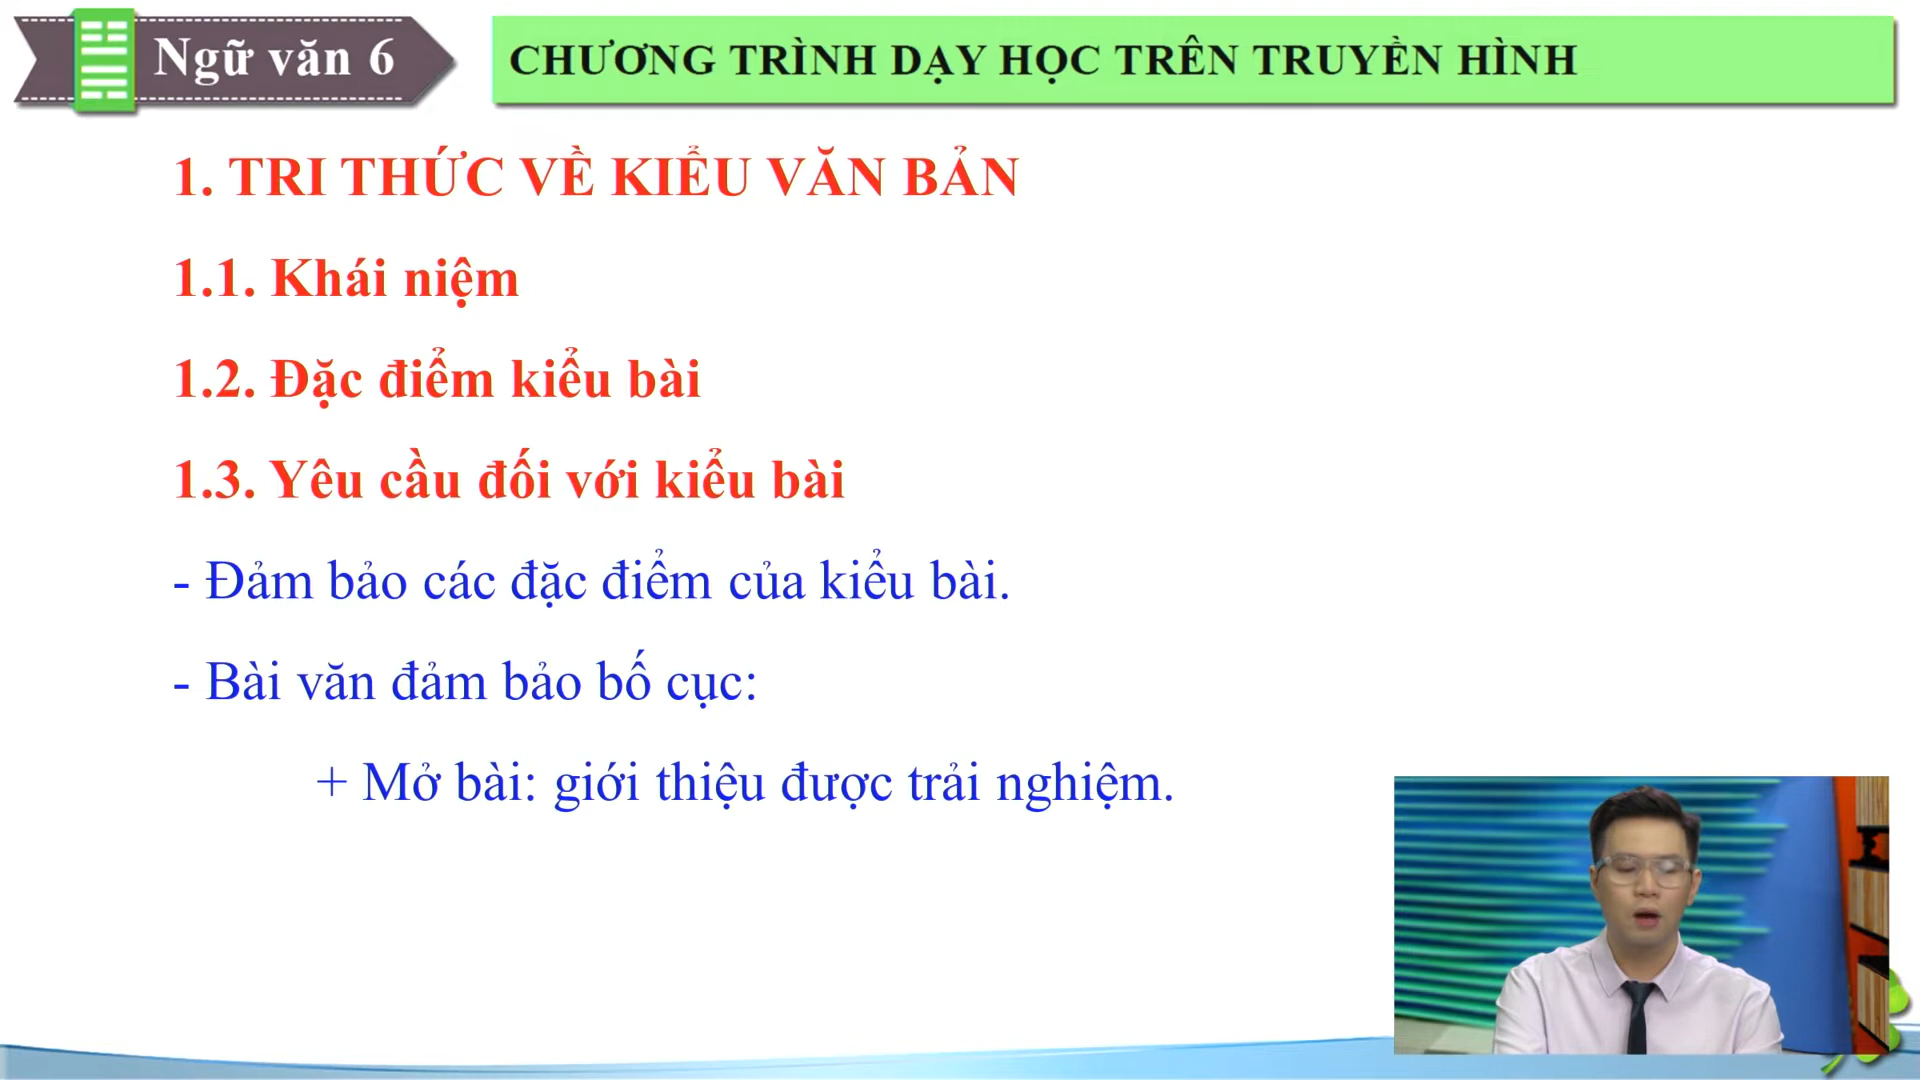 Ngữ văn 6
CHƯƠNG TRÌNH DẠY HỌC TRÊN TRUYỀN HÌNH
1. TRI THỨC VỀ KIỂU VĂN BẢN
1.1. Khái niệm
1.2. Đặc điểm kiểu bài
1.3. Yêu cầu đối với kiểu bài
- Đảm bảo các đặc điểm của kiểu bài.
- Bài văn đảm bảo bố cục:
+ Mở bài: giới thiệu được trải nghiệm.